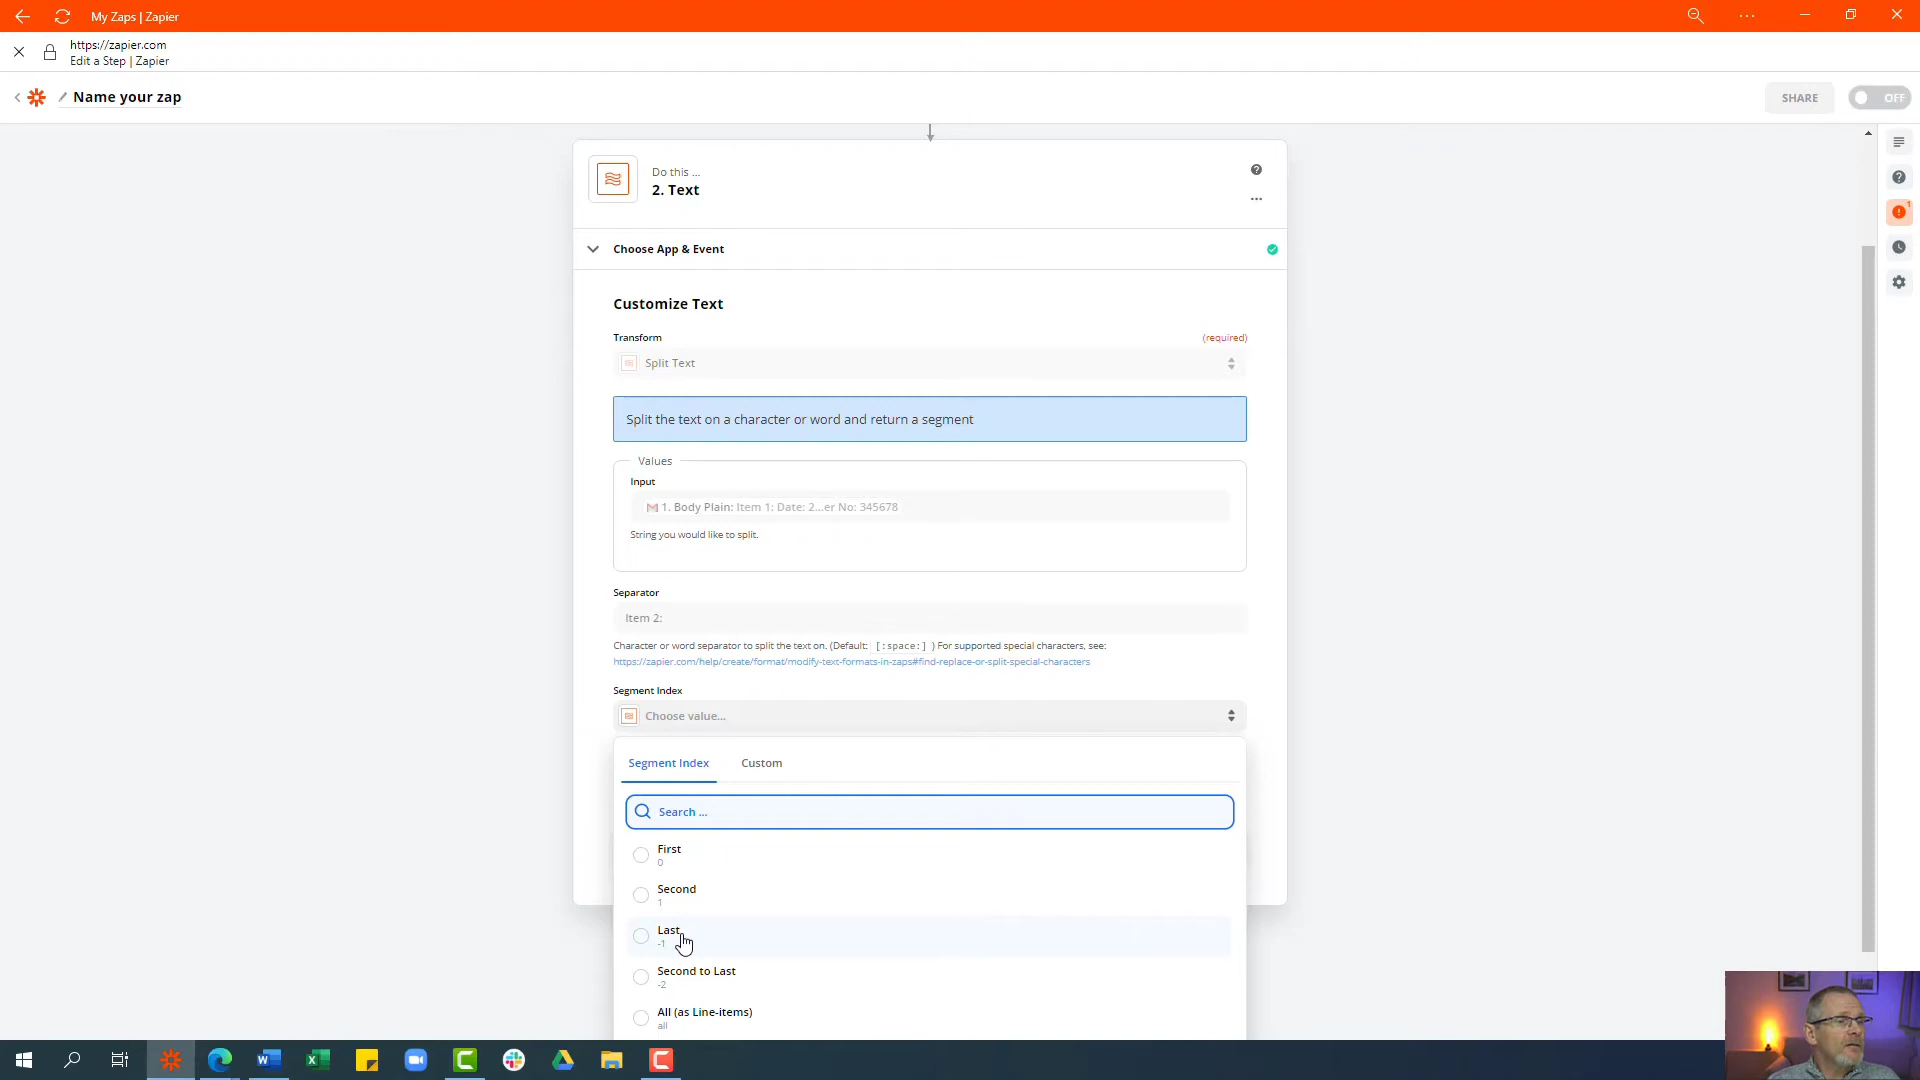 My Zaps | Zapier
https://zapier.com
Edit a Step | Zapier
Name your zap
SHARE
OFF
Do this ...
2. Text
Choose App & Event
1
Customize Text
Transform
(required)
Split Text
Split the text on a character or word and return a segment
Values
Input
1. Body Plain: Item 1: Date: 2...er No: 345678
String you would like to split.
Separator
Item 2:
Character or word separator to split the text on. (Default: [:space:] ) For supported special characters, see:
https://zapier.com/help/create/format/modify-text-formats-in-zaps#find-replace-or-split-special-characters
Segment Index
Choose value...
Segment Index
Custom
Search ...
First
0
Second
1
Last
-1
Second to Last
-2
All (as Line-items)
all